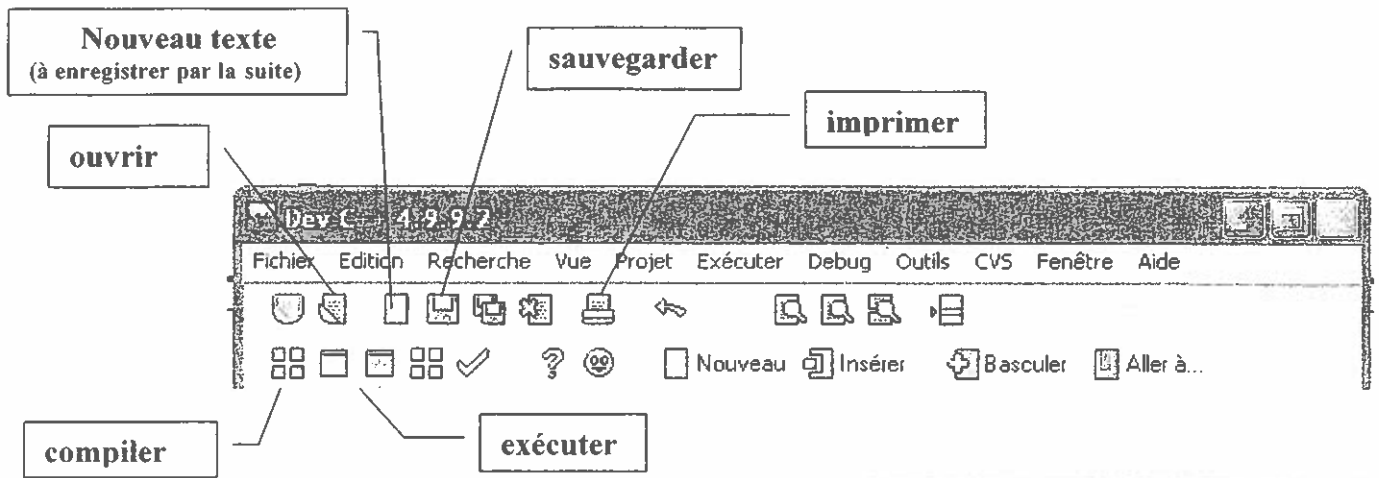 Nouveau texte
(à enregistrer par la suite)
sauvegarder
imprimer
ouvrir
Dev C++ 4.9.9.2
Fichier Edition Recherche Vue Projet Exécuter Debug Outils CVS Fenêtre Aide
Nouveau Insérer Basculer Aller à...
compiler
exécuter